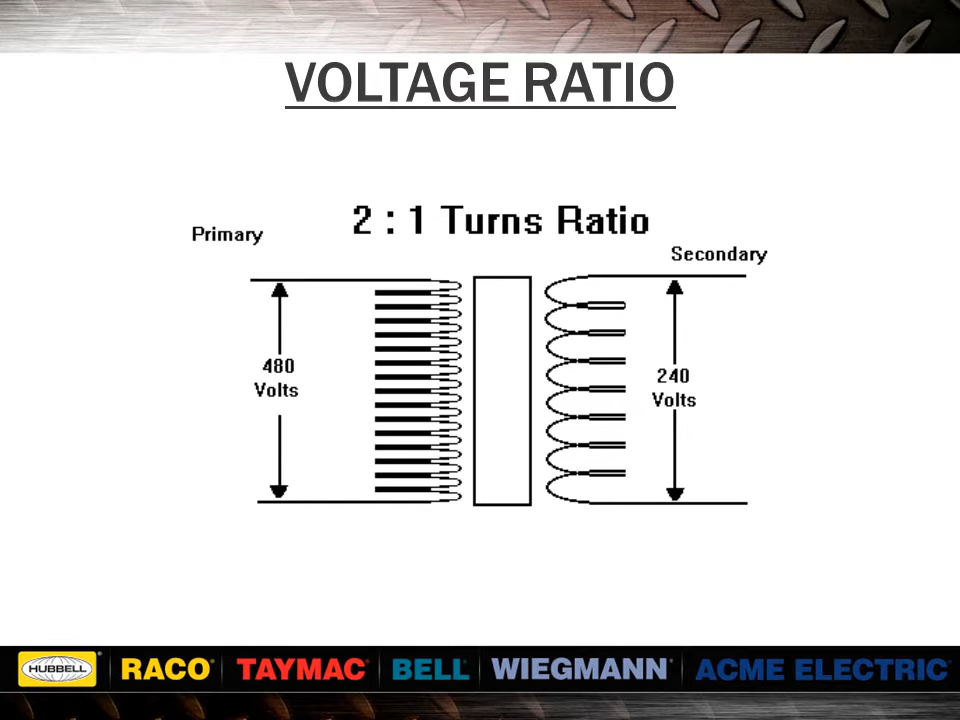 VOLTAGE RATIO
2 : 1 Turns Ratio
Primary
Secondary
480
Volts
240
Volts
HUBBELL® RACO® TAYMAC® BELL® WIEGMANN® ACME ELECTRIC®